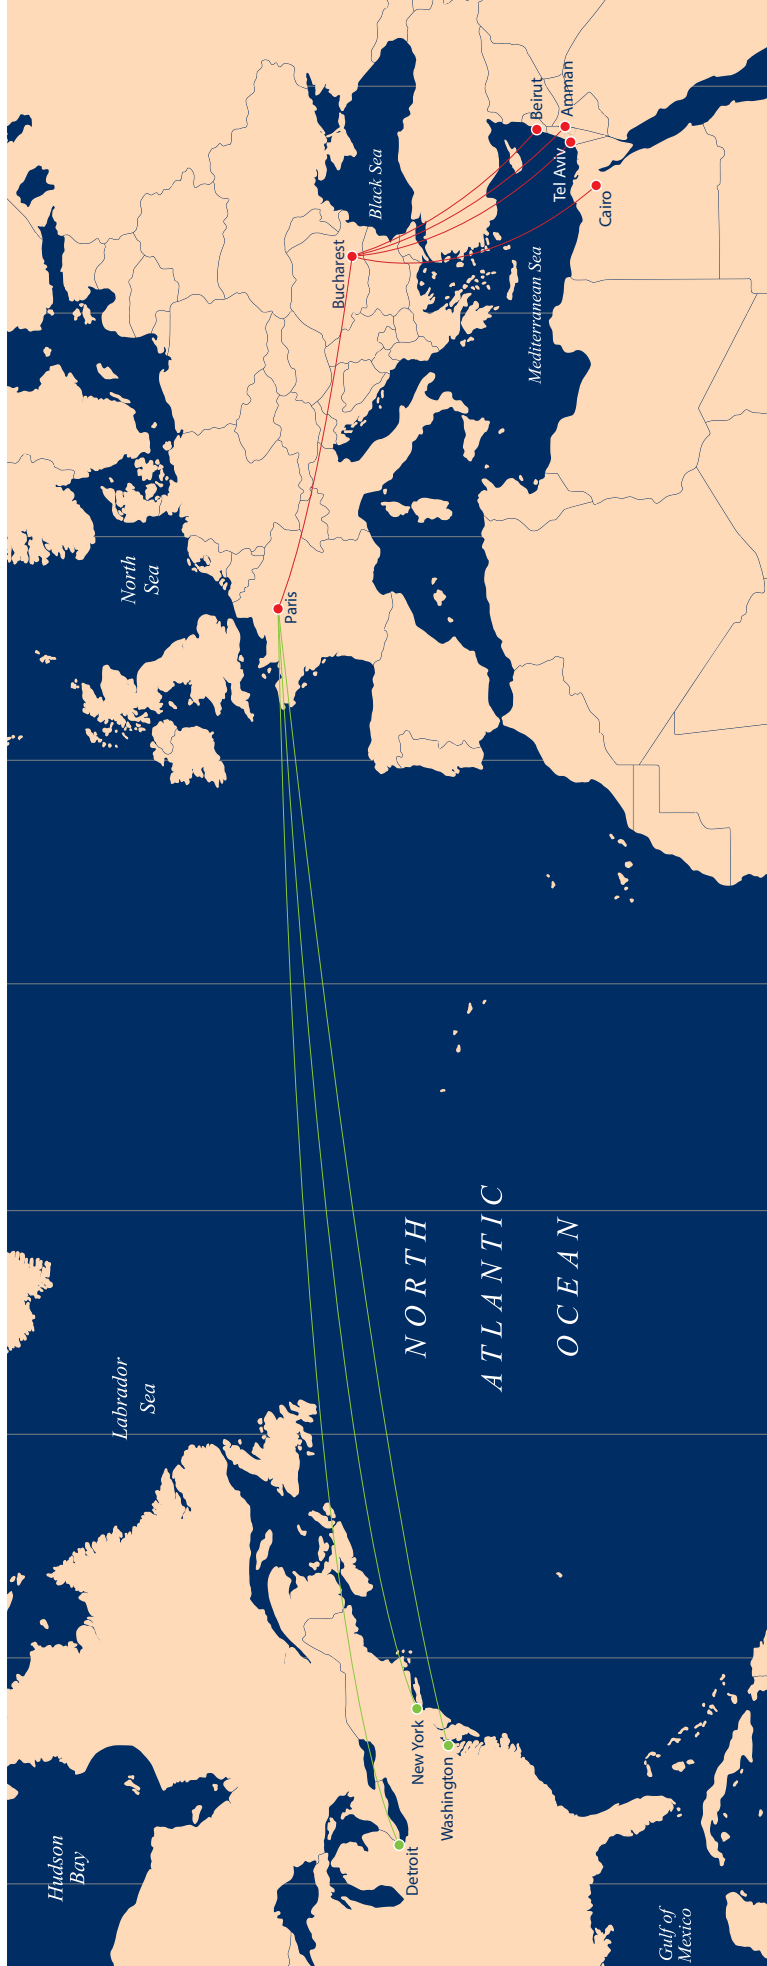 Hudson
Bay
Labrador
Sea
North
Sea
Detroit
New York
Washington
Paris
Bucharest
Black Sea
Beirut
Amman
Tel Aviv
Cairo
Mediterranean Sea
NORTH
ATLANTIC
OCEAN
Gulf of
Mexico